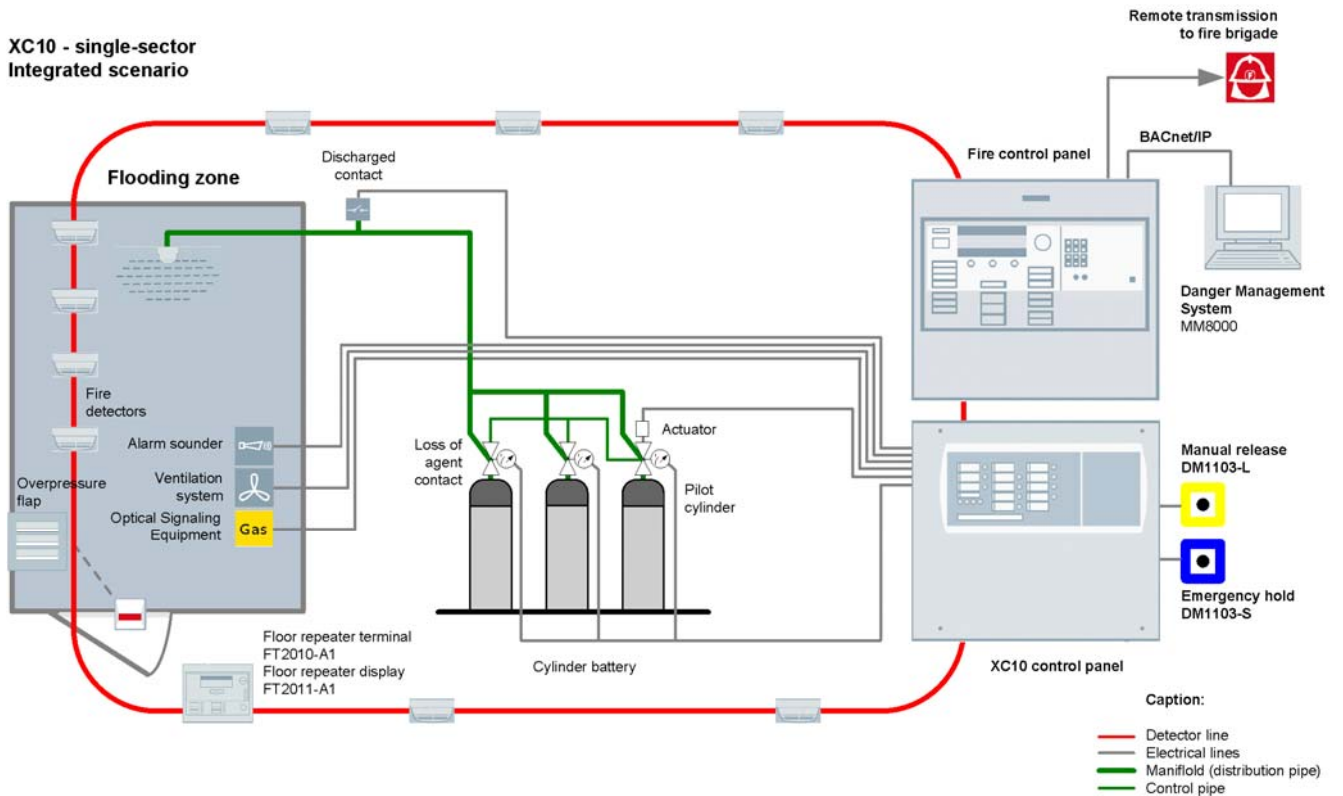 XC10 - single-sector
Integrated scenario
Remote transmission
to fire brigade
BACnet/IP
Fire control panel
Discharged
contact
Flooding zone
Danger Management
System
MM8000
Fire
detectors
Alarm sounder
Ventilation
system
Optical Signaling
Equipment
Gas
Overpressure
flap
Loss of
agent
contact
Actuator
Pilot
cylinder
Manual release
DM1103-L
Emergency hold
DM1103-S
Floor repeater terminal
FT2010-A1
Floor repeater display
FT2011-A1
Cylinder battery
XC10 control panel
Caption:
Detector line
Electrical lines
Maniflold (distribution pipe)
Control pipe